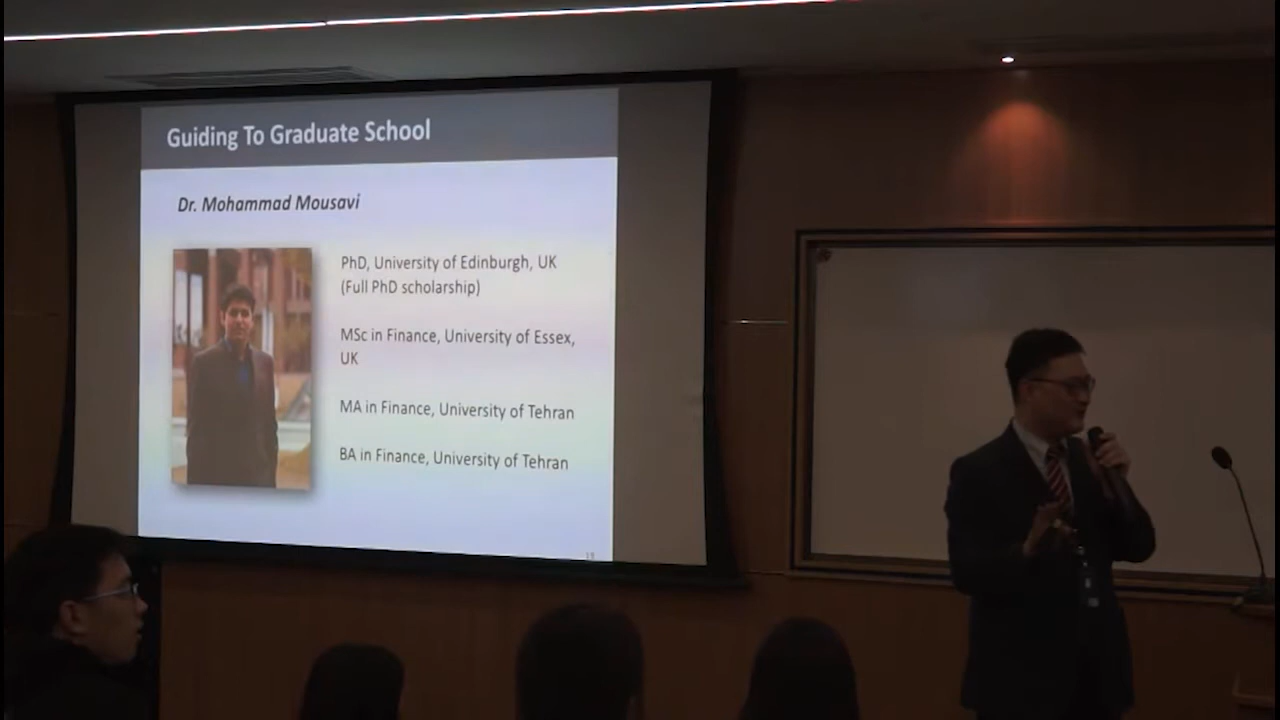 Guiding To Graduate School
Dr. Mohammad Mousavi
PhD, University of Edinburgh, UK
(Full PhD scholarship)
MSc in Finance, University of Essex,
UK
MA in Finance, University of Tehran
BA in Finance, University of Tehran